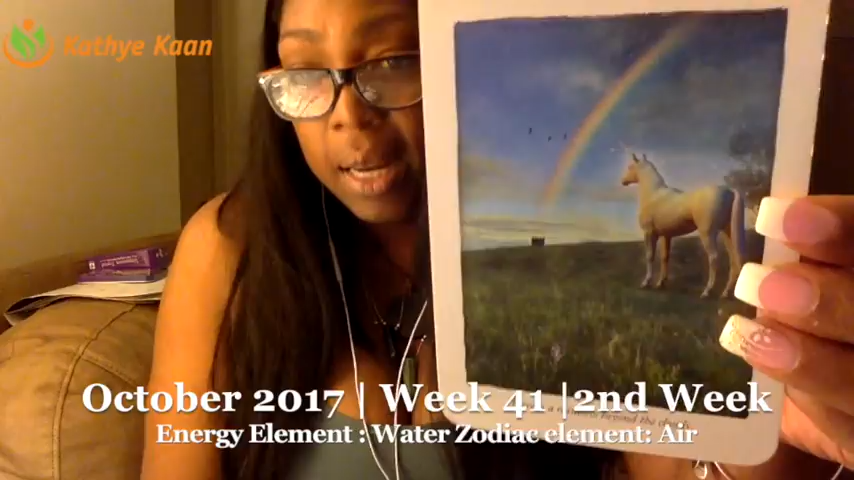 Kathye Kaan
October 2017 | Week 41 |2nd Week
Energy Element : Water Zodiac element: Air